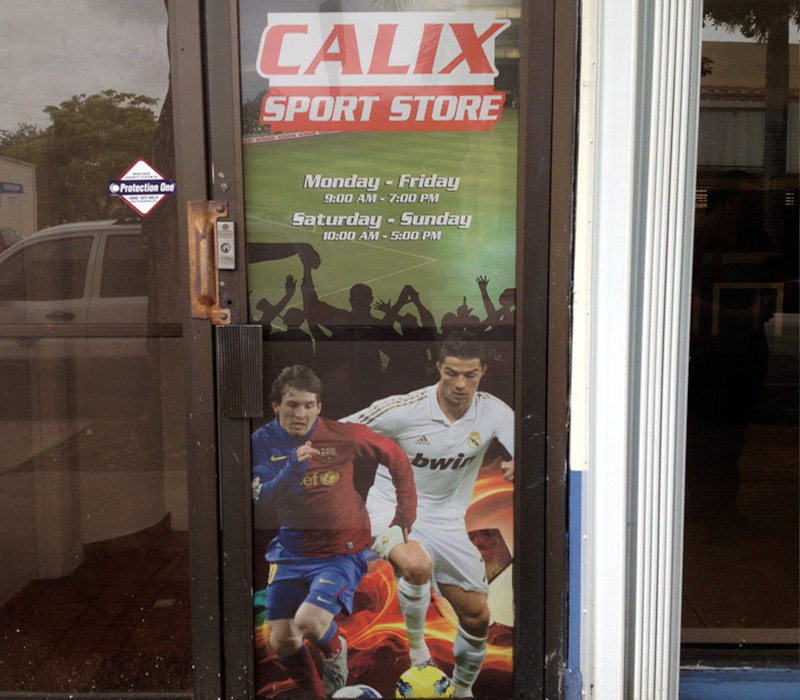 CALIX
SPORT STORE
Monday - Friday
9:00 AM - 7:00 PM
Saturday - Sunday
10:00 AM - 5:00 PM
Protection One
bwin